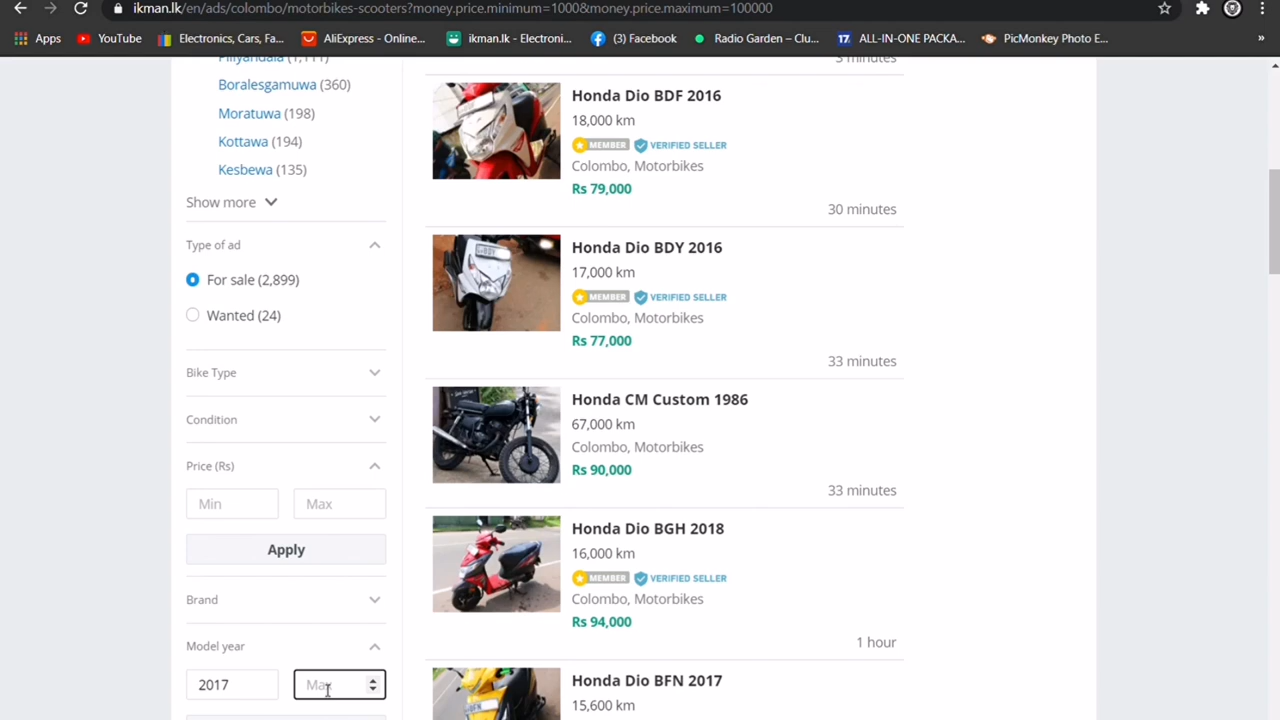 ikman.lk/en/ads/colombo/motorbikes-scooters?money.price.minimum=1000&money.price.maximum=100000
Apps YouTube Electronics, Cars, Fa... AliExpress - Online... ikman.lk - Electroni... (3) Facebook Radio Garden – Clu... 17 ALL-IN-ONE PACKA... PicMonkey Photo E... »
Piliyandala (1,111)
Boralesgamuwa (360)
Moratuwa (198)
Kottawa (194)
Kesbewa (135)
Show more
Type of ad
For sale (2,899)
Wanted (24)
Bike Type
Condition
Price (Rs)
Min Max
Apply
Brand
Model year
2017 Max
3 minutes
Honda Dio BDF 2016
18,000 km
MEMBER VERIFIED SELLER
Colombo, Motorbikes
Rs 79,000
30 minutes
Honda Dio BDY 2016
17,000 km
MEMBER VERIFIED SELLER
Colombo, Motorbikes
Rs 77,000
33 minutes
Honda CM Custom 1986
67,000 km
Colombo, Motorbikes
Rs 90,000
33 minutes
Honda Dio BGH 2018
16,000 km
MEMBER VERIFIED SELLER
Colombo, Motorbikes
Rs 94,000
1 hour
Honda Dio BFN 2017
15,600 km